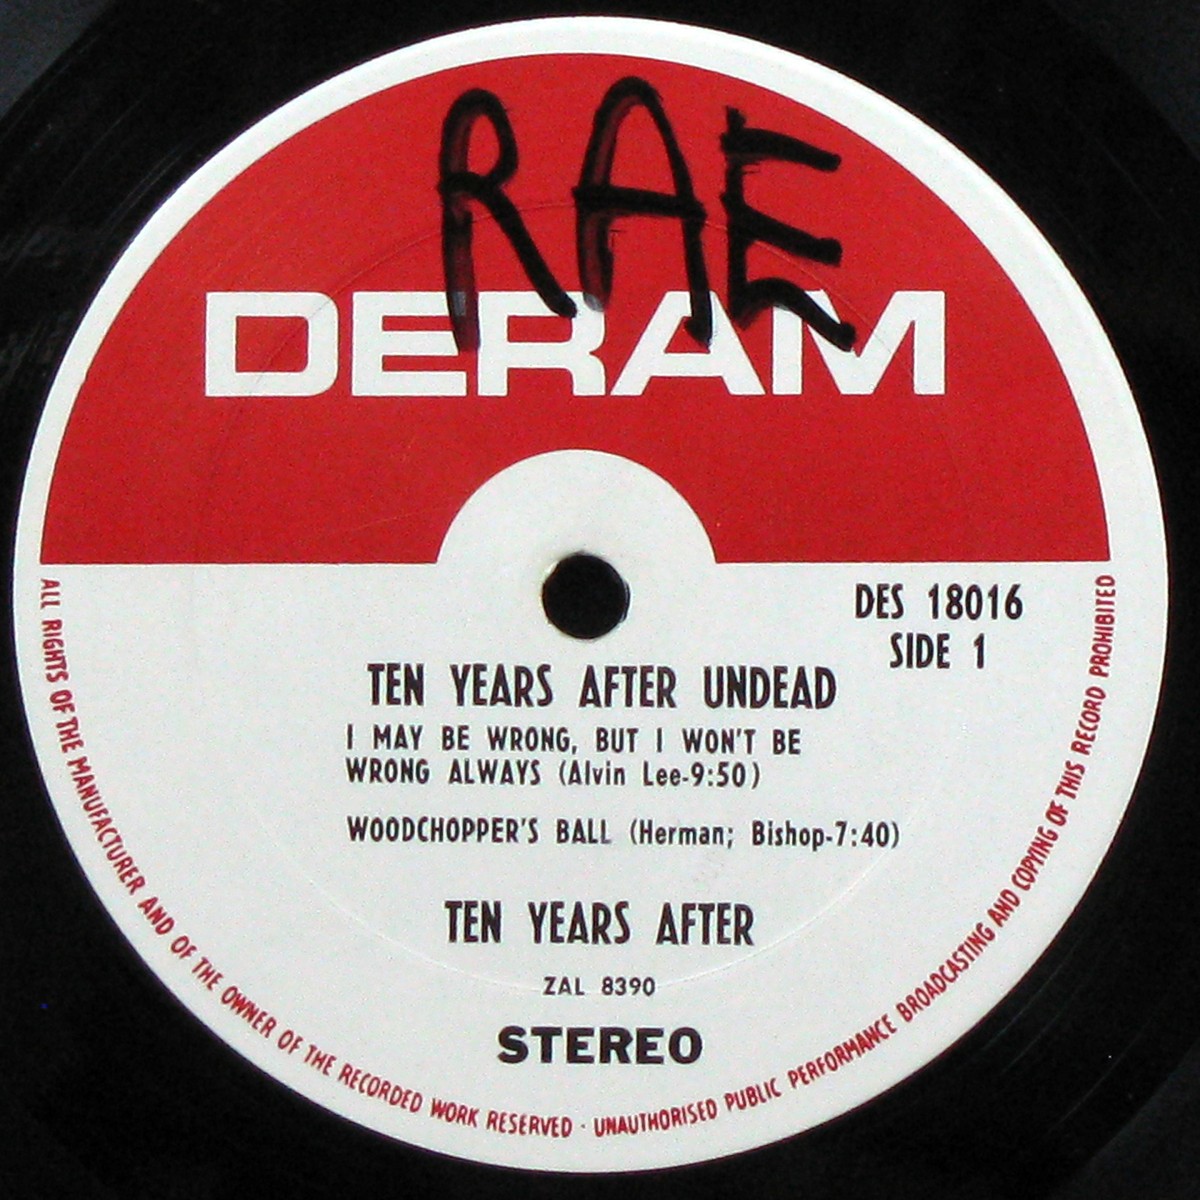 RAE
DERAM
DES 18016
SIDE 1
TEN YEARS AFTER UNDEAD
I MAY BE WRONG, BUT I WON'T BE
WRONG ALWAYS (Alvin Lee-9:50)
WOODCHOPPER'S BALL (Herman; Bishop-7:40)
TEN YEARS AFTER
ZAL 8390
STEREO
ALL RIGHTS OF THE MANUFACTURER AND OF THE OWNER OF THE RECORDED WORK RESERVED · UNAUTHORISED PUBLIC PERFORMANCE BROADCASTING AND COPYING OF THIS RECORD PROHIBITED